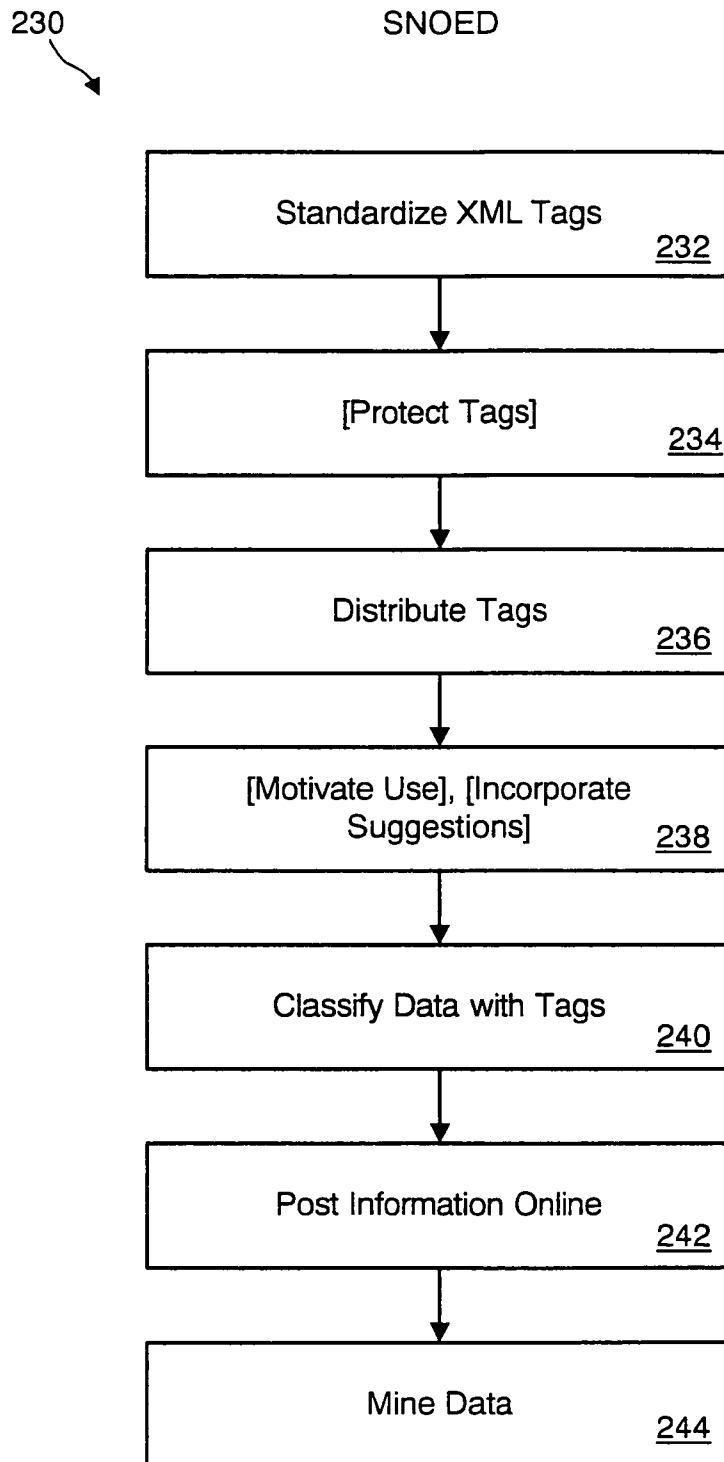 230
SNOED
Standardize XML Tags
232
[Protect Tags]
234
Distribute Tags
236
[Motivate Use], [Incorporate
Suggestions]
238
Classify Data with Tags
240
Post Information Online
242
Mine Data
244